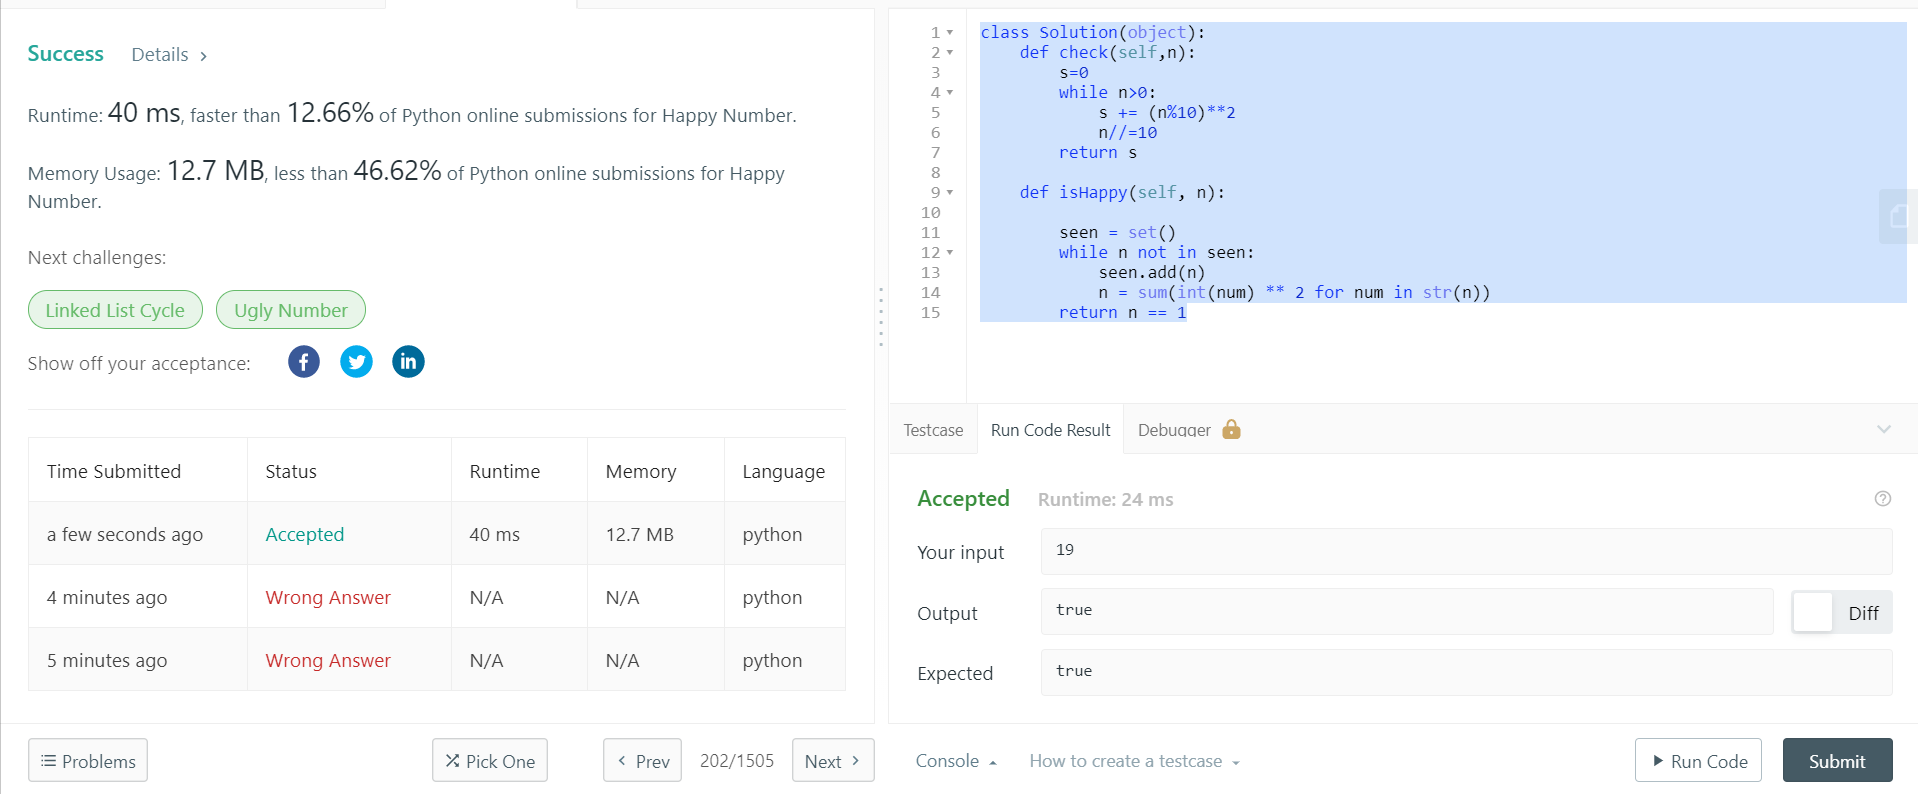 Success Details >
Runtime: 40 ms, faster than 12.66% of Python online submissions for Happy Number.
Memory Usage: 12.7 MB, less than 46.62% of Python online submissions for Happy
Number.
Next challenges:
Linked List Cycle Ugly Number
Show off your acceptance:
Time Submitted Status Runtime Memory Language
a few seconds ago Accepted 40 ms 12.7 MB python
4 minutes ago Wrong Answer N/A N/A python
5 minutes ago Wrong Answer N/A N/A python
Problems Pick One Prev 202/1505 Next
1 class Solution(object):
2     def check(self,n):
3         s=0
4         while n>0:
5             s += (n%10)**2
6             n//=10
7         return s
8
9     def isHappy(self, n):
10
11         seen = set()
12         while n not in seen:
13             seen.add(n)
14             n = sum(int(num) ** 2 for num in str(n))
15         return n == 1
Testcase Run Code Result Debugger
Accepted Runtime: 24 ms
Your input 19
Output true Diff
Expected true
Console How to create a testcase Run Code Submit